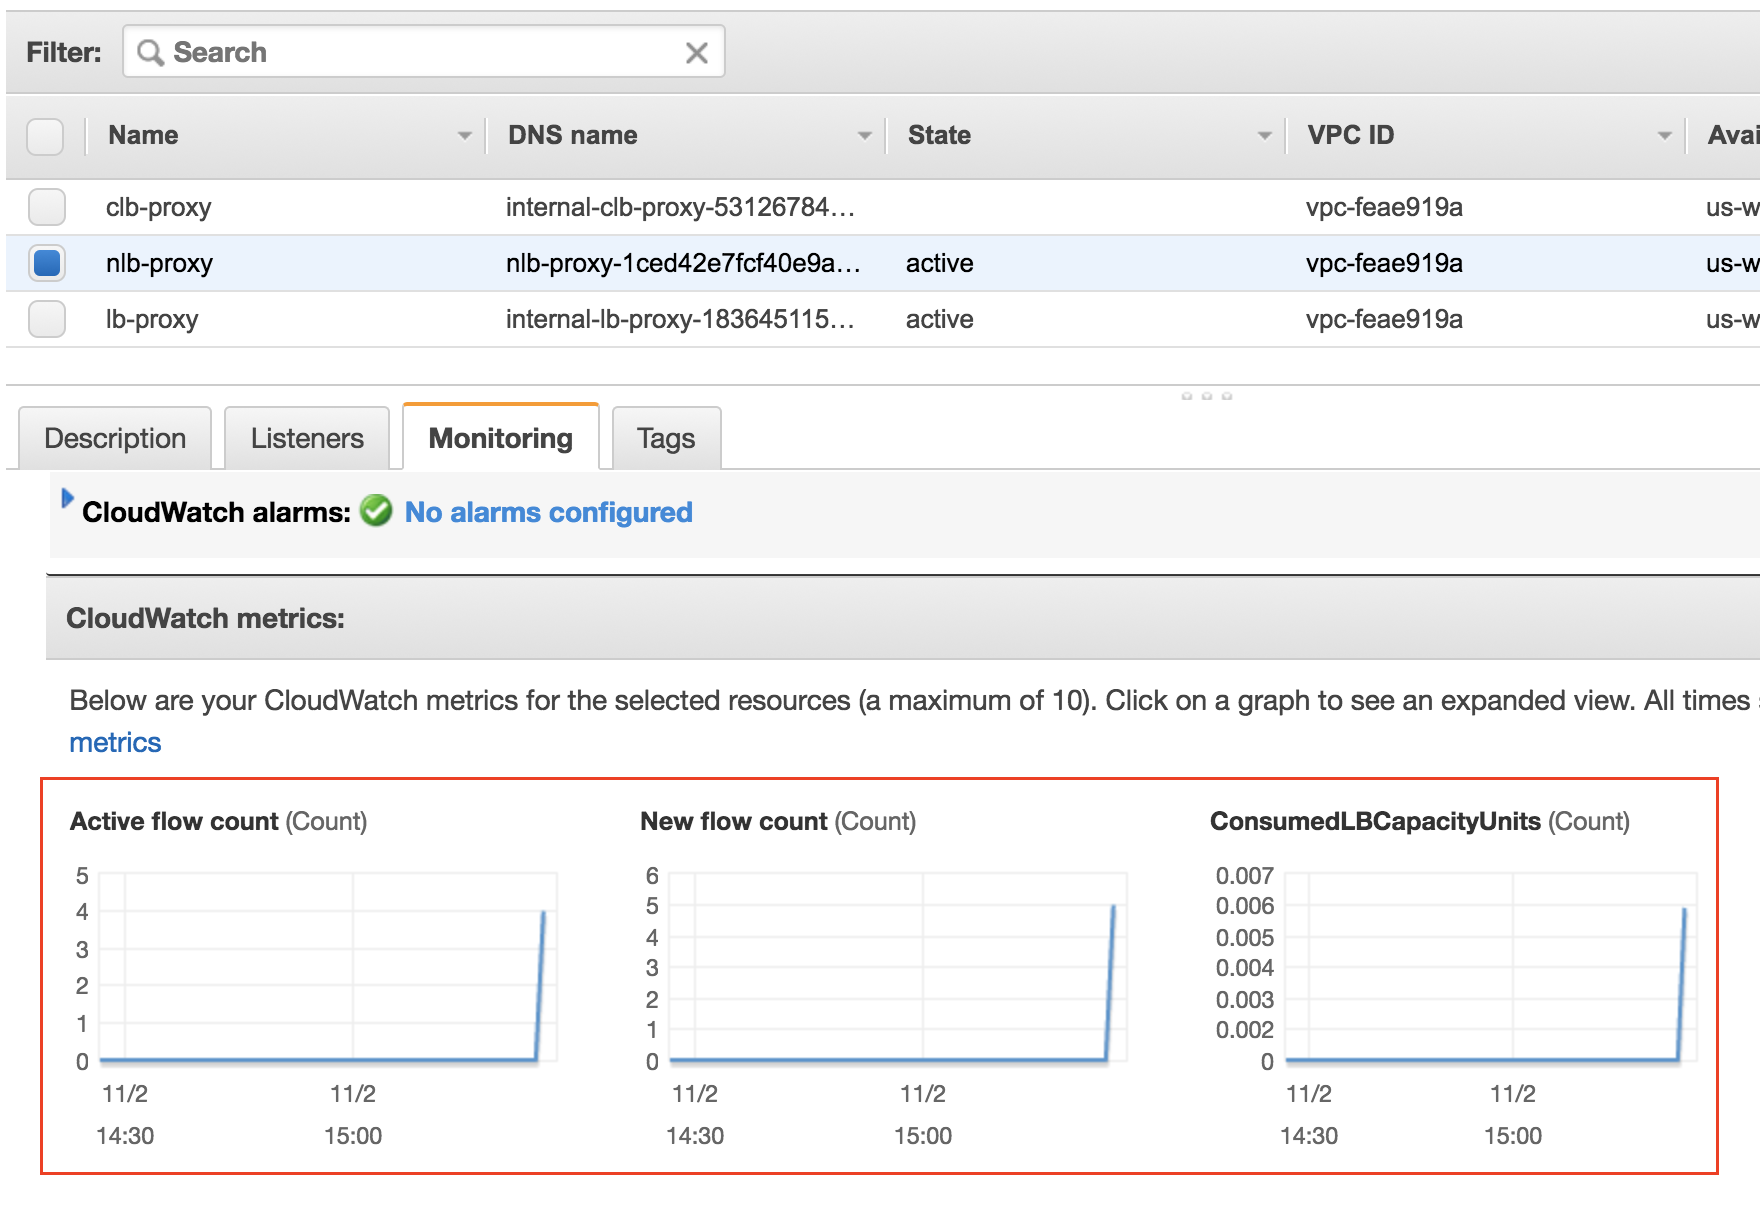 Filter: Search
Name DNS name State VPC ID Avai
clb-proxy internal-clb-proxy-53126784... vpc-feae919a us-w
nlb-proxy nlb-proxy-1ced42e7fcf40e9a... active vpc-feae919a us-w
lb-proxy internal-lb-proxy-183645115... active vpc-feae919a us-w
Description Listeners Monitoring Tags
CloudWatch alarms: No alarms configured
CloudWatch metrics:
Below are your CloudWatch metrics for the selected resources (a maximum of 10). Click on a graph to see an expanded view. All times
metrics
Active flow count (Count)
5
4
3
2
1
0
11/2 11/2
14:30 15:00
New flow count (Count)
6
5
4
3
2
1
0
11/2 11/2
14:30 15:00
ConsumedLBCapacityUnits (Count)
0.007
0.006
0.005
0.004
0.003
0.002
0
11/2 11/2
14:30 15:00